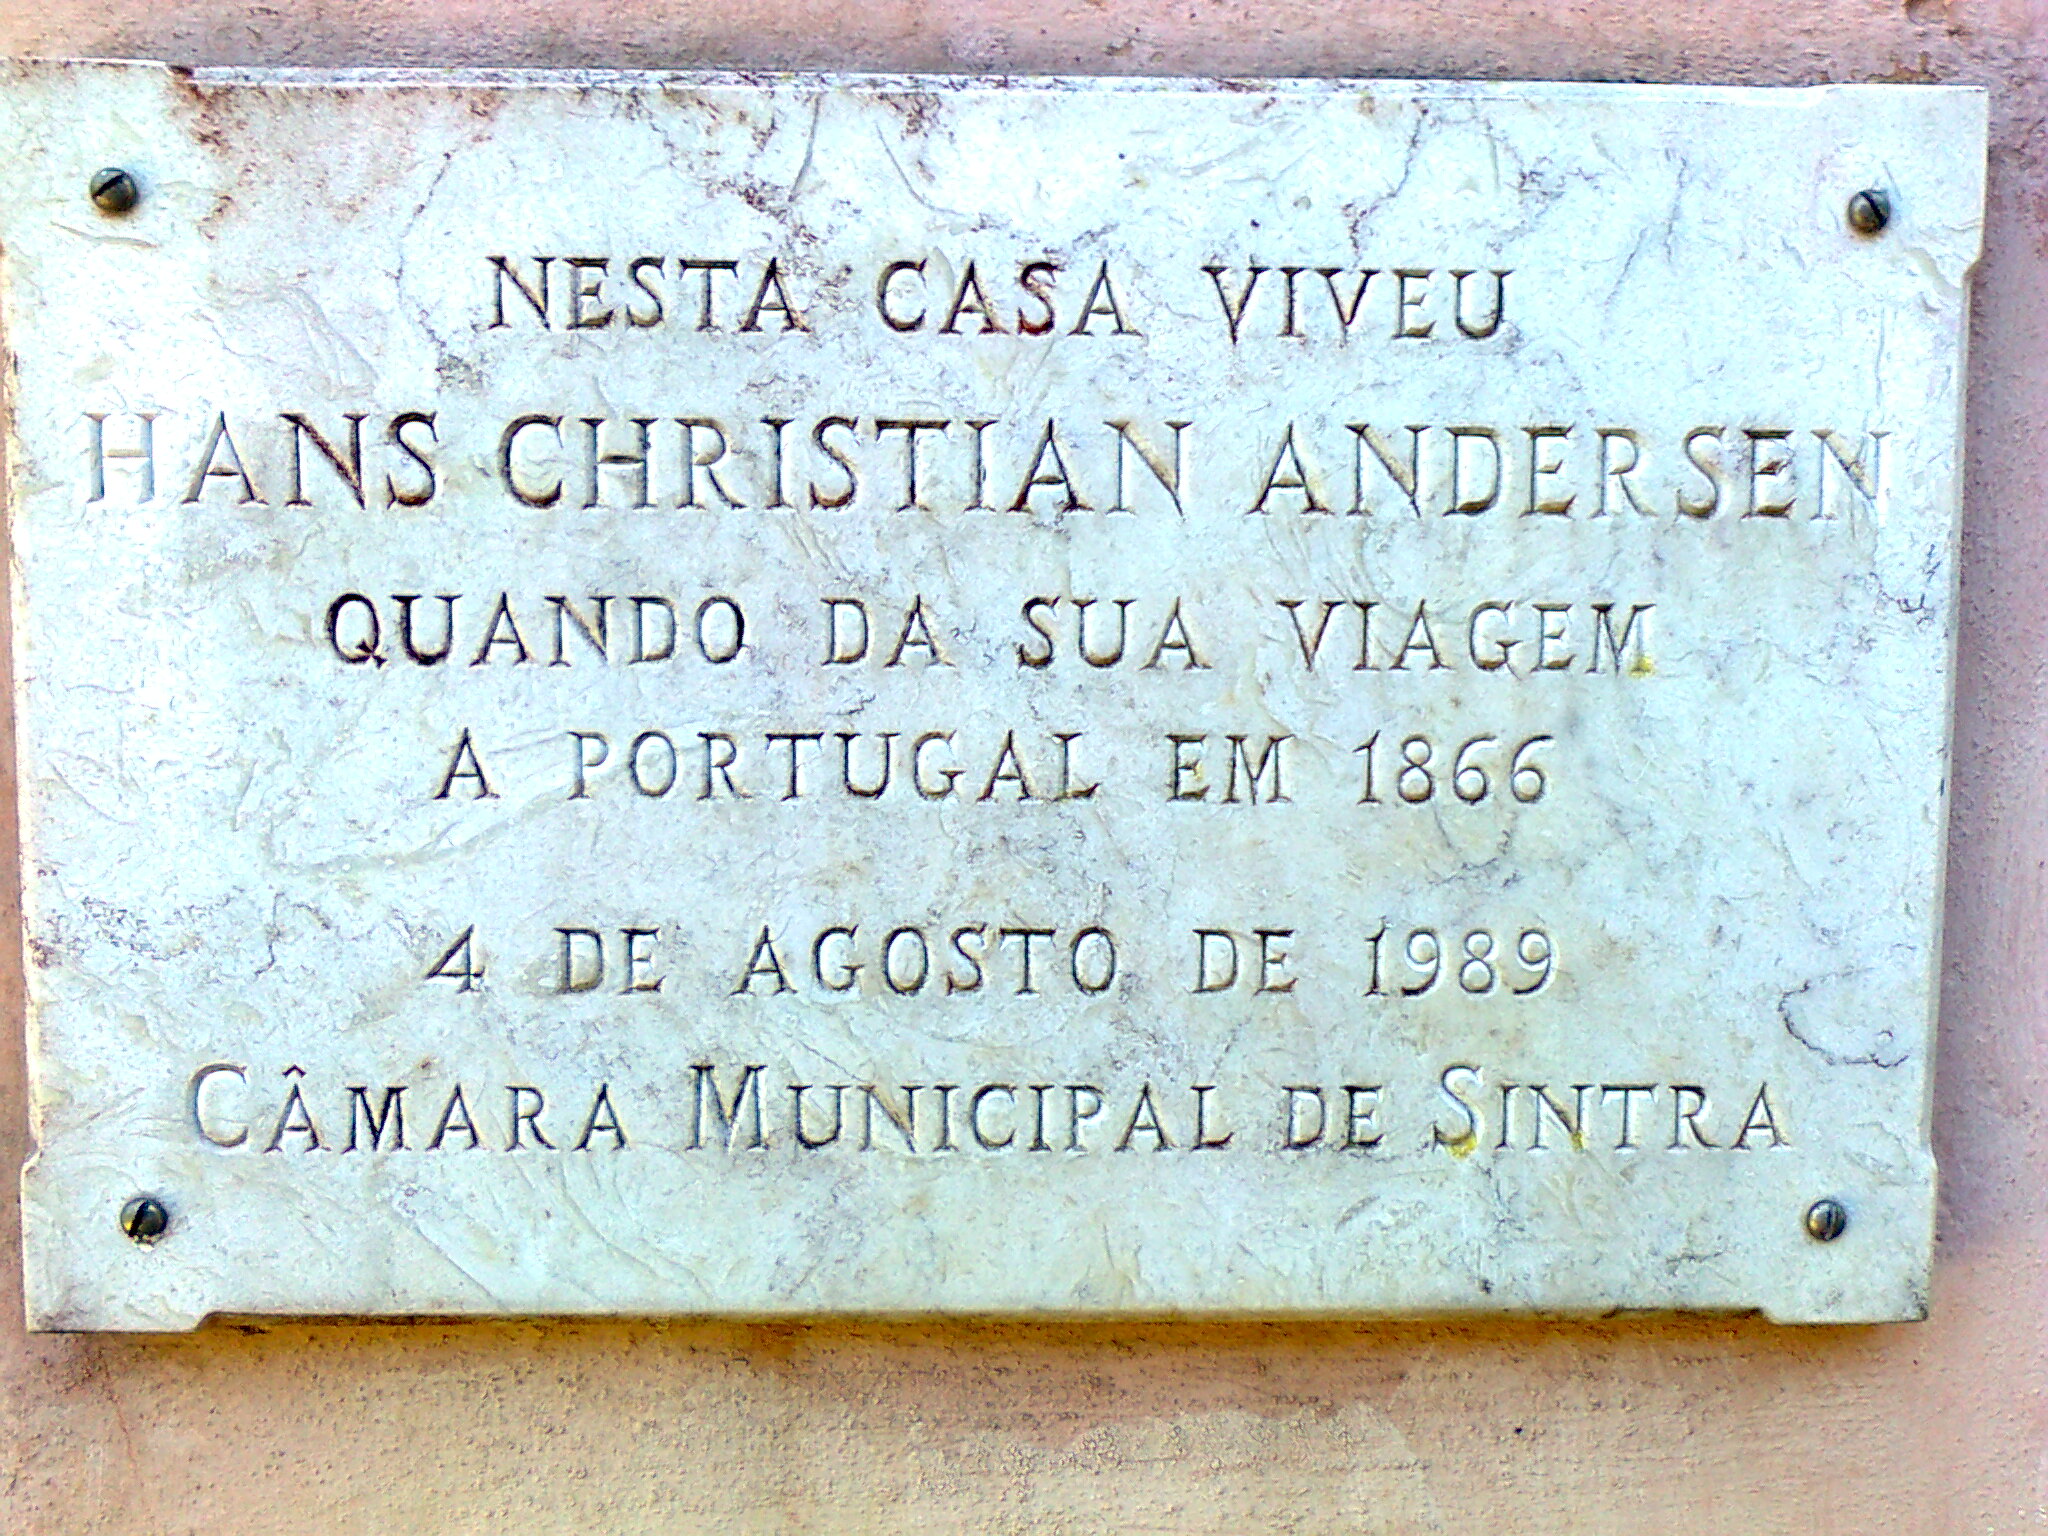 NESTA CASA VIVEU
HANS CHRISTIAN ANDERSEN
QUANDO DA SUA VIAGEM
A PORTUGAL EM 1866
4 DE AGOSTO DE 1989
CÂMARA MUNICIPAL DE SINTRA